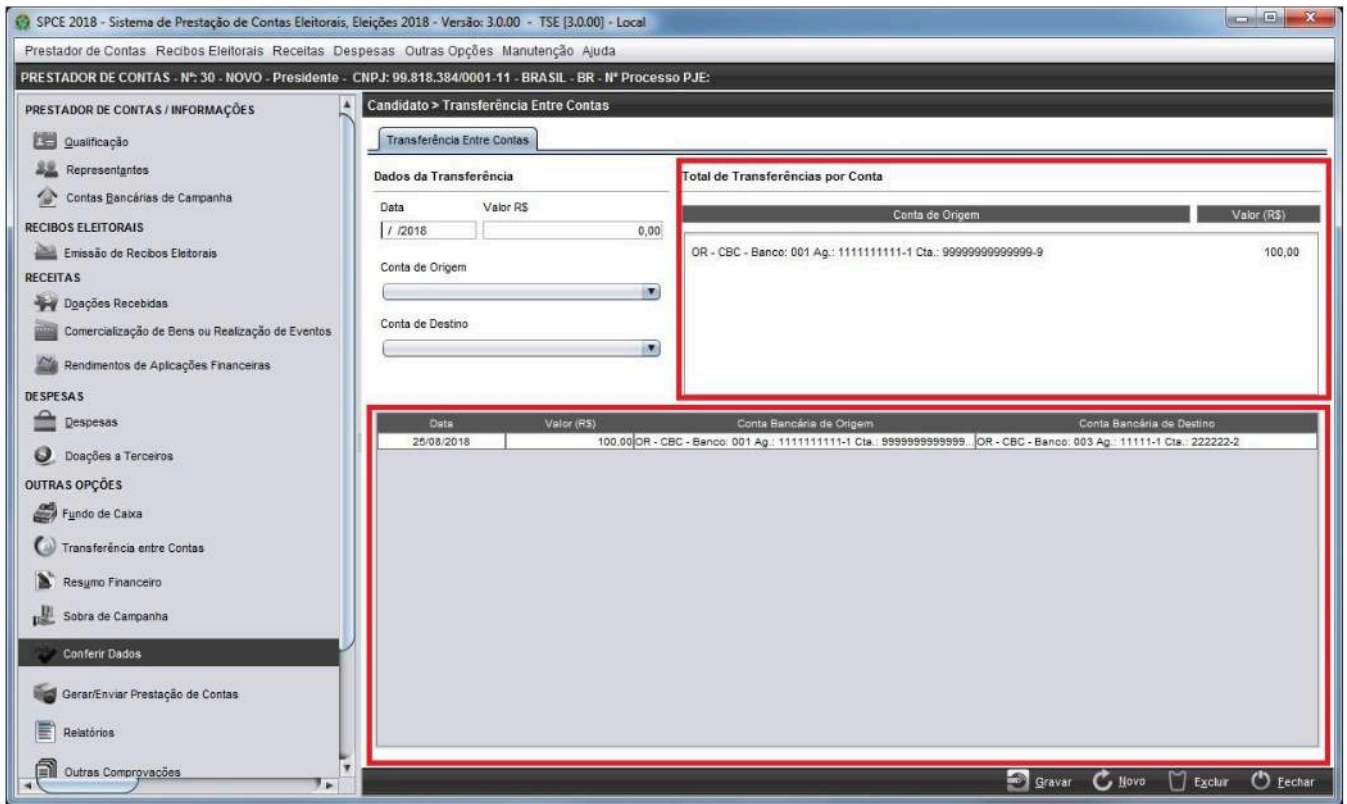 SPCE 2018 - Sistema de Prestação de Contas Eleitorais, Eleições 2018 - Versão: 3.0.00 - TSE [3.0.00] - Local
Prestador de Contas Recibos Eleitorais Receitas Despesas Outras Opções Manutenção Ajuda
PRESTADOR DE CONTAS - Nº: 30 - NOVO - Presidente - CNPJ: 99.818.384/0001-11 - BRASIL - BR - Nº Processo PJE:
PRESTADOR DE CONTAS / INFORMAÇÕES
Qualificação
Representantes
Contas Bancárias de Campanha
RECIBOS ELEITORAIS
Emissão de Recibos Eleitorais
RECEITAS
Doações Recebidas
Comercialização de Bens ou Realização de Eventos
Rendimentos de Aplicações Financeiras
DESPESAS
Despesas
Doações a Terceiros
OUTRAS OPÇÕES
Fundo de Caixa
Transferência entre Contas
Resumo Financeiro
Sobra de Campanha
Conferir Dados
Gerar/Enviar Prestação de Contas
Relatórios
Outras Comprovações
Candidato > Transferência Entre Contas
Transferência Entre Contas
Dados da Transferência
Data Valor R$
/ /2018 0,00
Conta de Origem
Conta de Destino
Total de Transferências por Conta
Conta de Origem Valor (R$)
OR - CBC - Banco: 001 Ag.: 1111111111-1 Cta.: 99999999999999-9 100,00
Data Valor (R$) Conta Bancária de Origem Conta Bancária de Destino
25/08/2018 100,00 OR - CBC - Banco: 001 Ag.: 1111111111-1 Cta.: 9999999999999... OR - CBC - Banco: 003 Ag.: 11111-1 Cta.: 222222-2
Gravar Novo Excluir Fechar